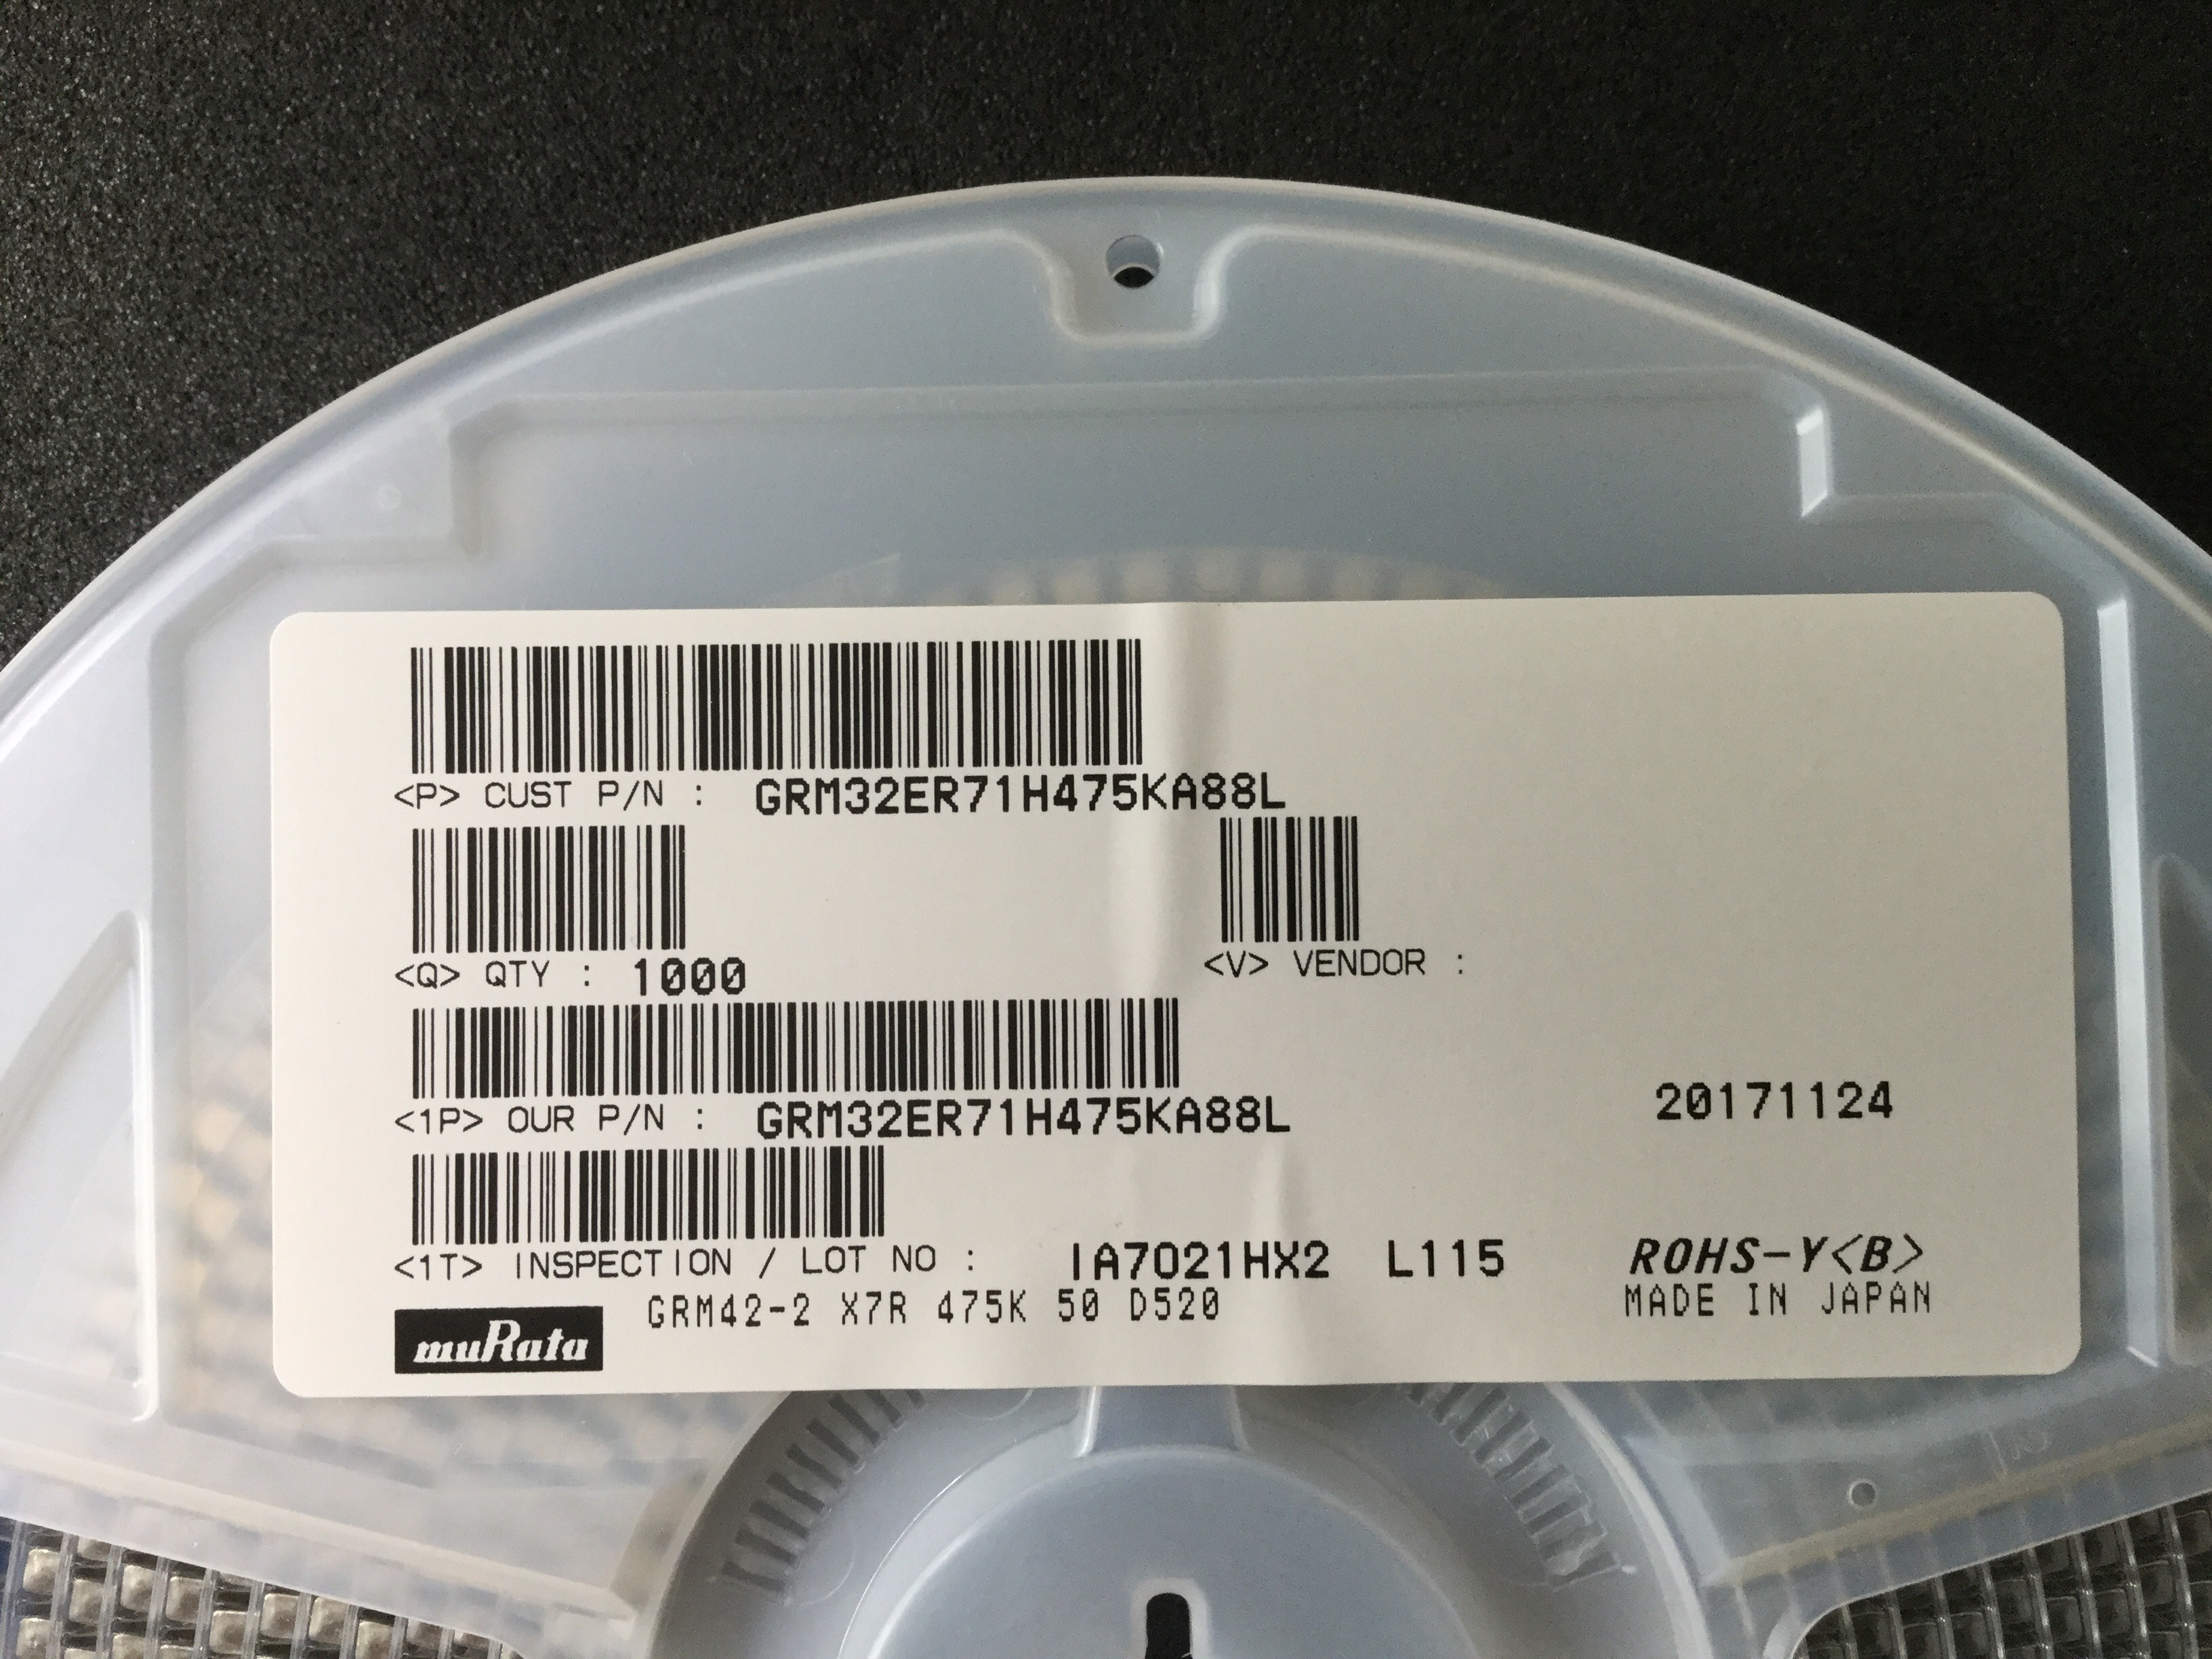 <P> CUST P/N : GRM32ER71H475KA88L
<Q> QTY : 1000
<V> VENDOR :
<1P> OUR P/N : GRM32ER71H475KA88L
20171124
<1T> INSPECTION / LOT NO : IA7021HX2 L115
ROHS-Y<B>
GRM42-2 X7R 475K 50 D520
MADE IN JAPAN
muRata